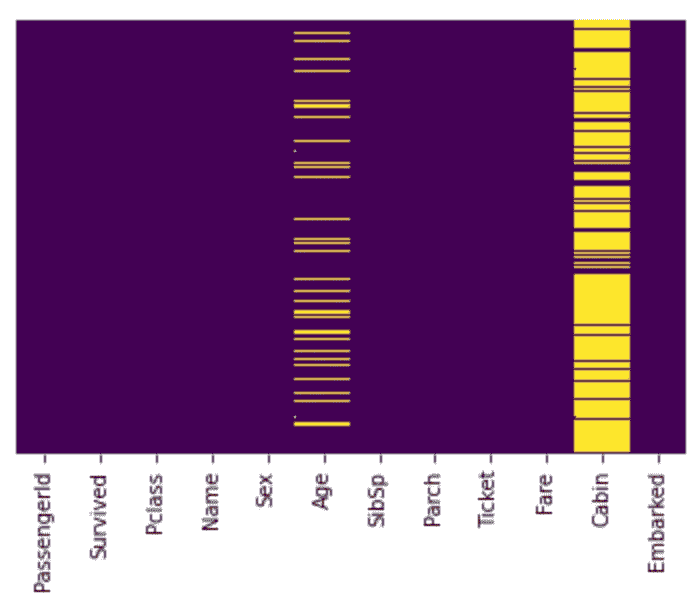 PassengerId
Survived
Pclass
Name
Sex
Age
SibSp
Parch
Ticket
Fare
Cabin
Embarked